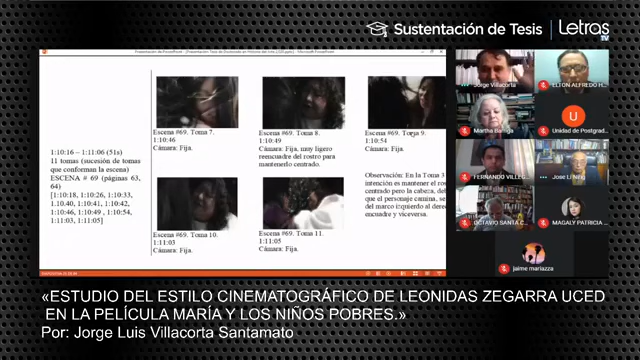 Sustentación de Tesis
Letras
TV
1:10:16 – 1:11:06 (51s)
11 tomas (sucesión de tomas
que conforman la escena)
ESCENA # 69 (páginas 63,
64)
[1:10:18, 1:10:26, 1:10:33,
1.10.40, 1:10:41, 1:10:42,
1:10:46, 1:10:49 , 1:10:54,
1:11:03, 1:11:05]
Escena #69. Toma 7.
1:10:46
Cámara: Fija.
Escena #69. Toma 8.
1:10:49
Cámara: Fija, muy ligero
reencuadre del rostro para
mantenerlo centrado.
Escena #69. Toma 9.
1:10:54
Cámara: Fija.
Escena #69. Toma 10.
1:11:03
Cámara: Fija.
Escena #69. Toma 11.
1:11:05
Cámara: Fija.
Observación: En la Toma 3
intención es mantener el ros
centrado pero la cabeza, deb
que el personaje camina, se
del marco izquierdo al derec
encuadre y viceversa.
Jorge Villacorta
ELTON ALFREDO H...
Martha Barriga
U
Unidad de Postgrad...
FERNANDO VILLEG...
José Li Ning
OCTAVIO SANTA C...
MAGALY PATRICIA ...
jaime mariazza
«ESTUDIO DEL ESTILO CINEMATOGRÁFICO DE LEONIDAS ZEGARRA UCED
EN LA PELÍCULA MARÍA Y LOS NIÑOS POBRES.»
Por: Jorge Luis Villacorta Santamato